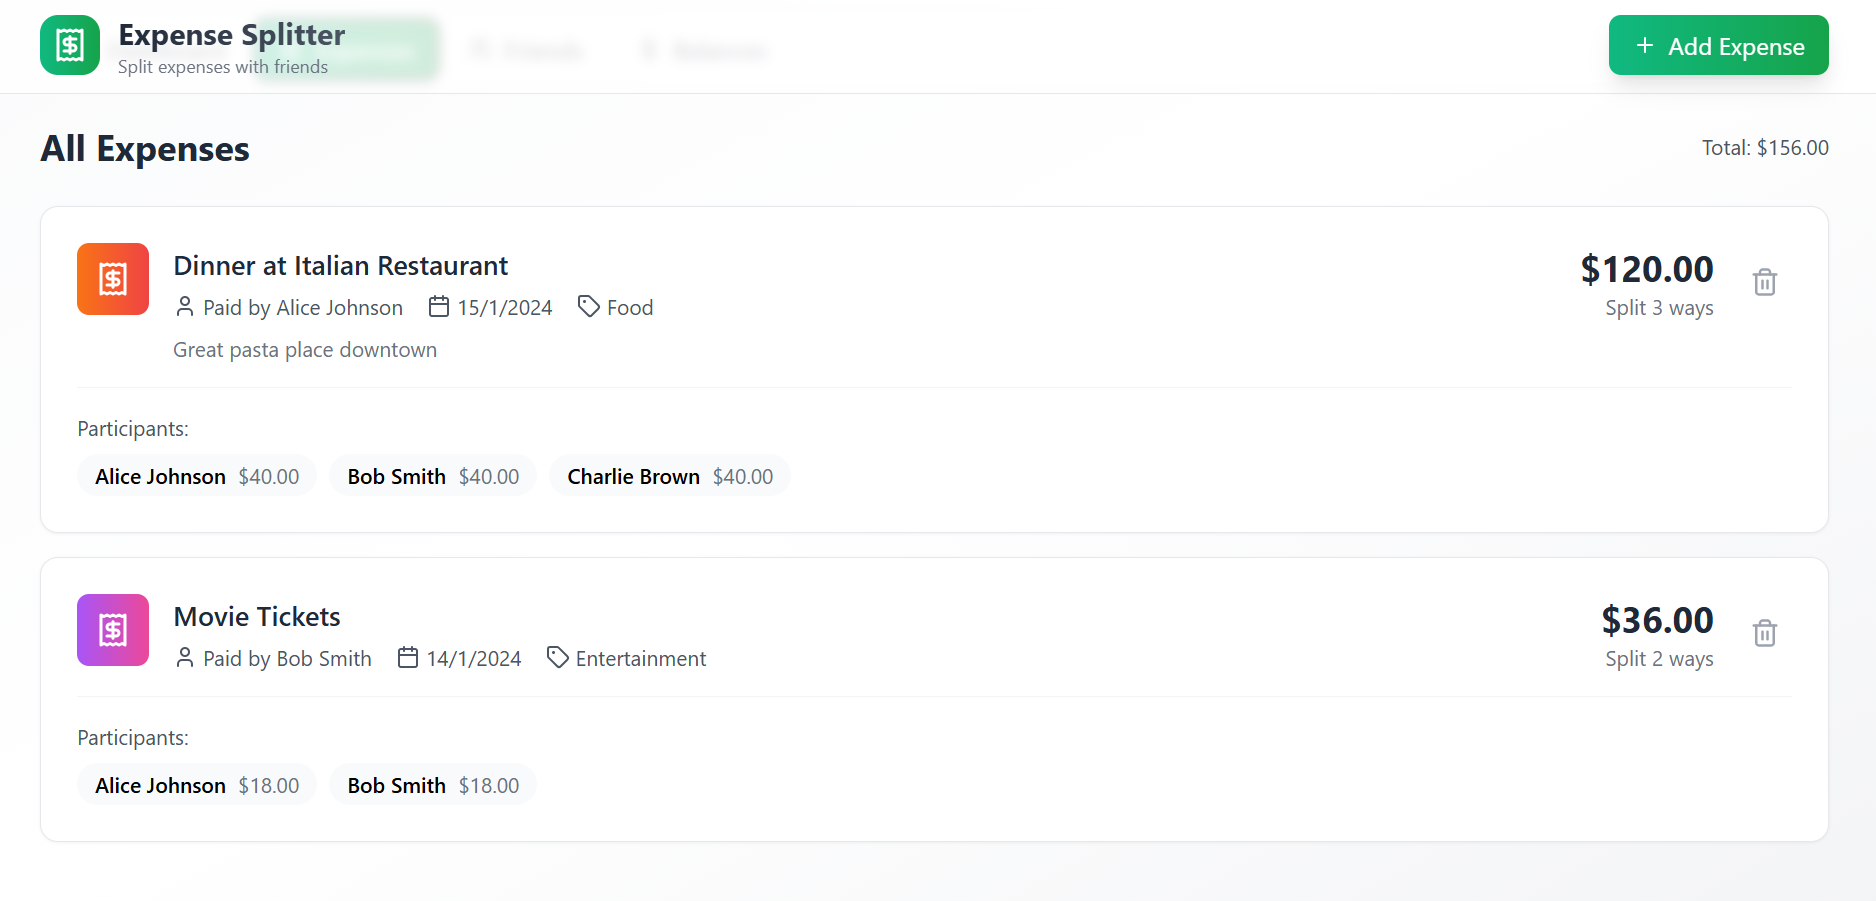 Expense Splitter
Split expenses with friends
+ Add Expense
All Expenses
Total: $156.00
Dinner at Italian Restaurant
$120.00
Paid by Alice Johnson 15/1/2024 Food
Split 3 ways
Great pasta place downtown
Participants:
Alice Johnson $40.00 Bob Smith $40.00 Charlie Brown $40.00
Movie Tickets
$36.00
Paid by Bob Smith 14/1/2024 Entertainment
Split 2 ways
Participants:
Alice Johnson $18.00 Bob Smith $18.00